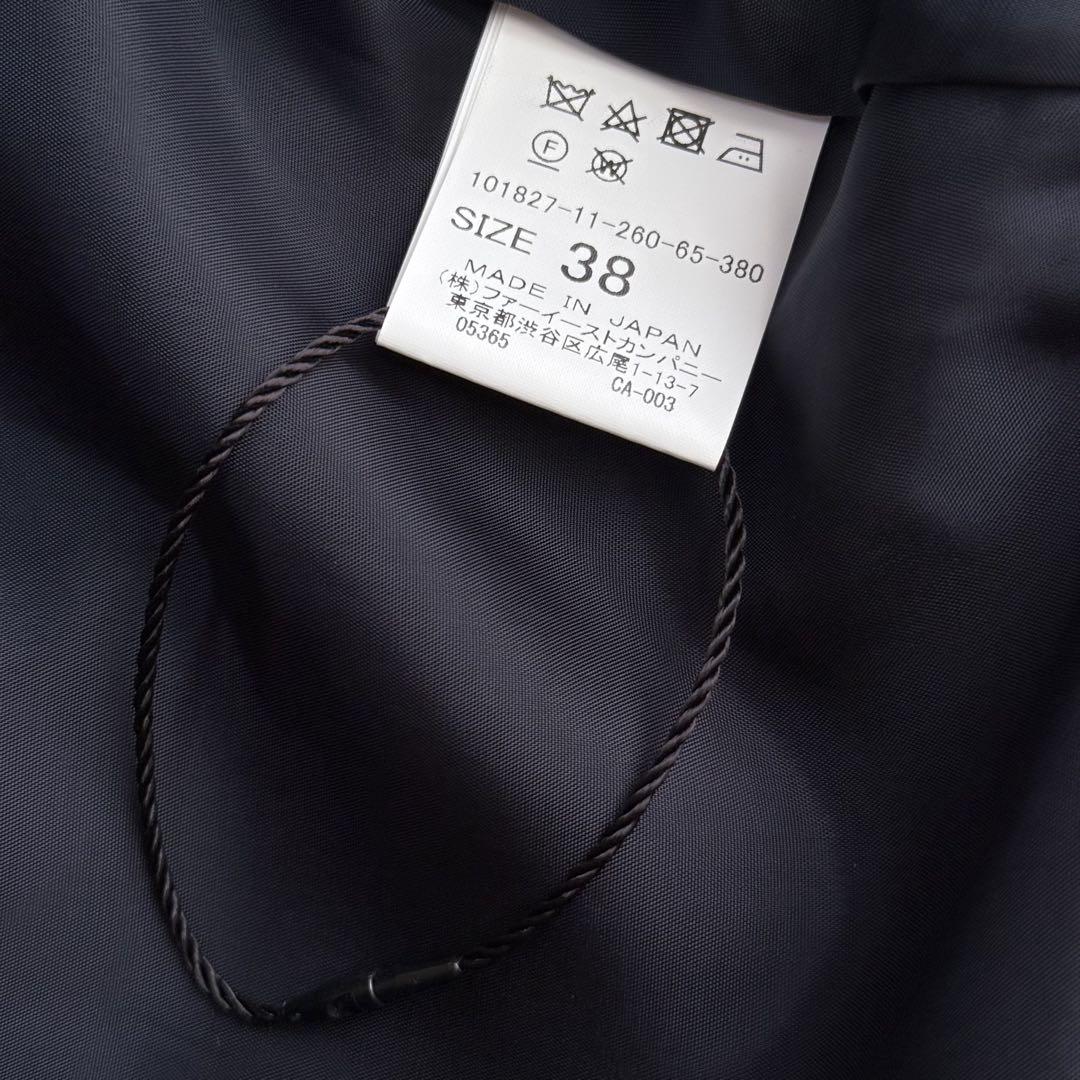 F W
101827-11-260-65-380
SIZE 38
MADE IN JAPAN
(株)ファーイーストカンパニー
東京都渋谷区広尾1-13-7
05365 CA-003